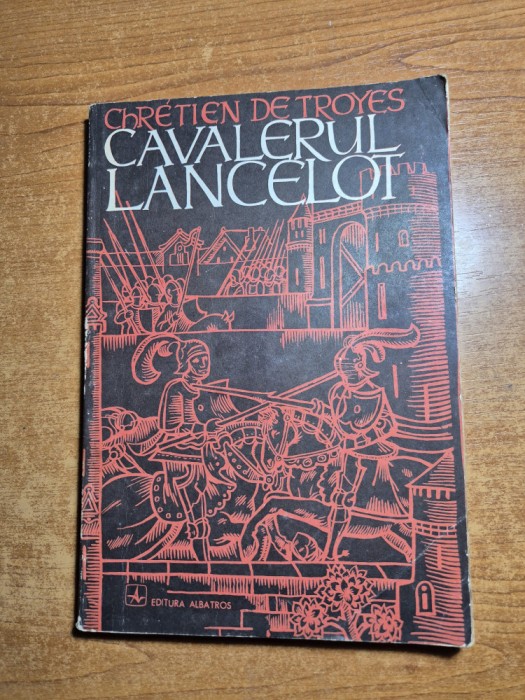 ChRÉTIEN DE TROYES
CAVALERUL
LANCELOT
EDITURA ALBATROS